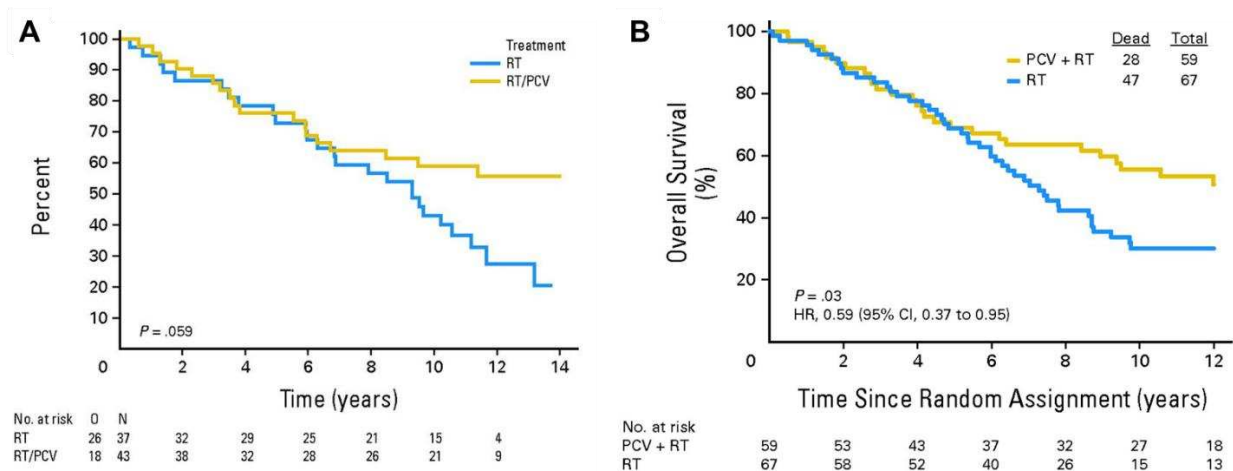 A
Treatment
RT
RT/PCV
100
90
80
70
60
50
40
30
20
10
0
Percent
P = .059
2 4 6 8 10 12 14
Time (years)
No. at risk O N
RT 26 37 32 29 25 21 15 4
RT/PCV 18 43 38 32 28 26 21 9
B
Dead Total
PCV + RT 28 59
RT 47 67
100
80
60
40
20
0
Overall Survival
(%)
P = .03
HR, 0.59 (95% CI, 0.37 to 0.95)
2 4 6 8 10 12
Time Since Random Assignment (years)
No. at risk
PCV + RT 59 53 43 37 32 27 18
RT 67 58 52 40 26 15 13